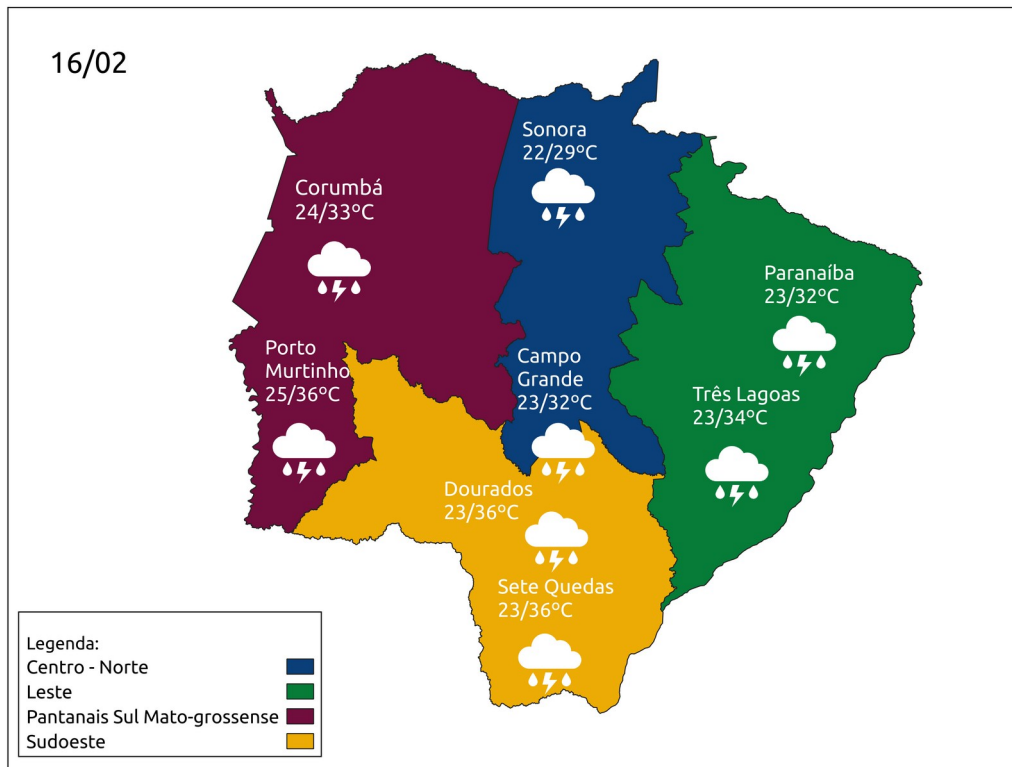 16/02
Sonora
22/29ºC
Corumbá
24/33ºC
Paranaíba
23/32ºC
Porto
Murtinho
25/36ºC
Campo
Grande
23/32ºC
Três Lagoas
23/34ºC
Dourados
23/36ºC
Sete Quedas
23/36ºC
Legenda:
Centro - Norte
Leste
Pantanais Sul Mato-grossense
Sudoeste